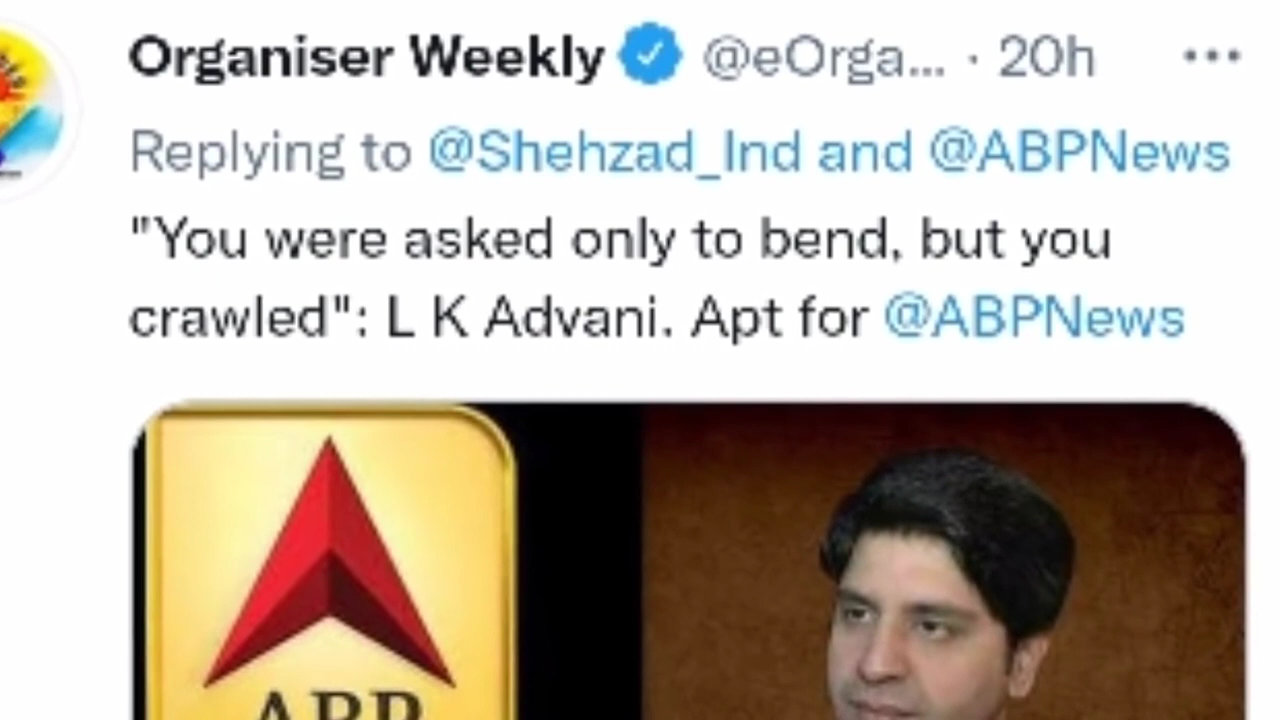 Organiser Weekly @eOrga... · 20h ...
Replying to @Shehzad_Ind and @ABPNews
"You were asked only to bend, but you
crawled": L K Advani. Apt for @ABPNews
ABP